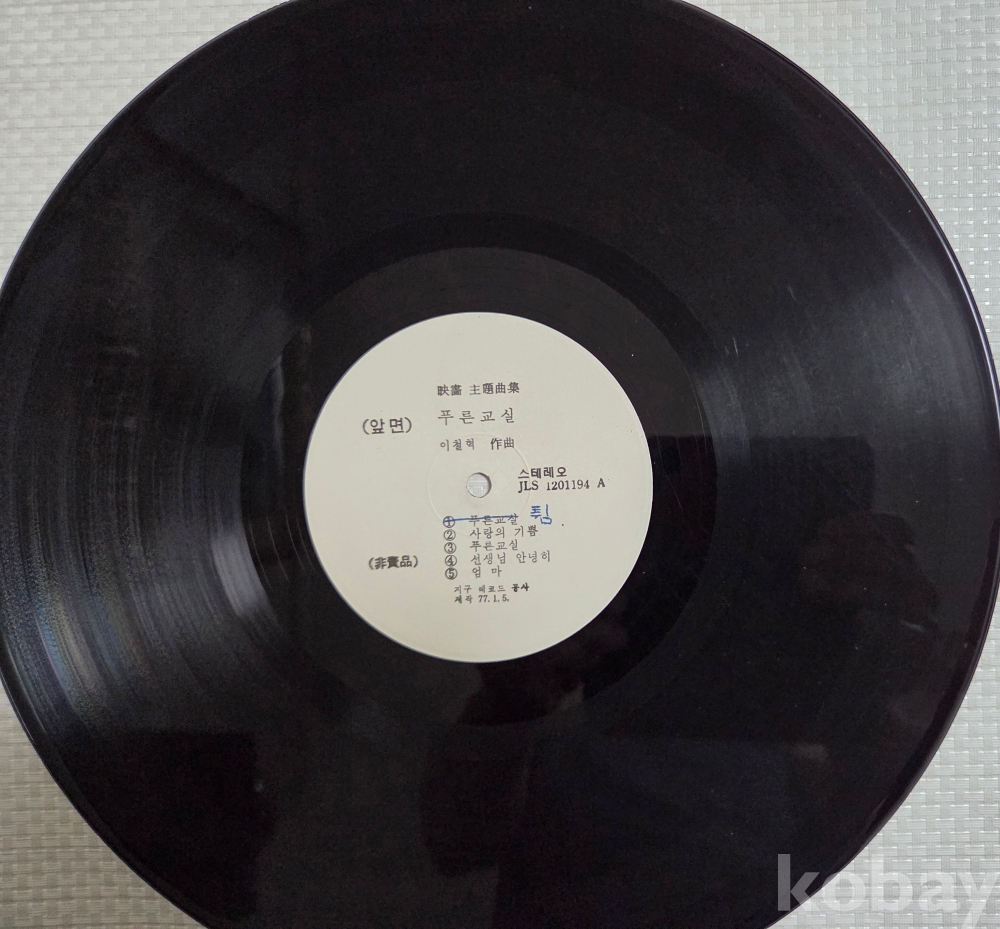 映畵 主題曲集
(앞면) 푸른교실
이철혁 作曲
스테레오
JLS 1201194 A
① 푸른교실 튐
② 사랑의 기쁨
③ 푸른교실
④ 선생님 안녕히
⑤ 엄마
(非賣品)
지구 레코드 공사
제작 77.1.5.
kobay